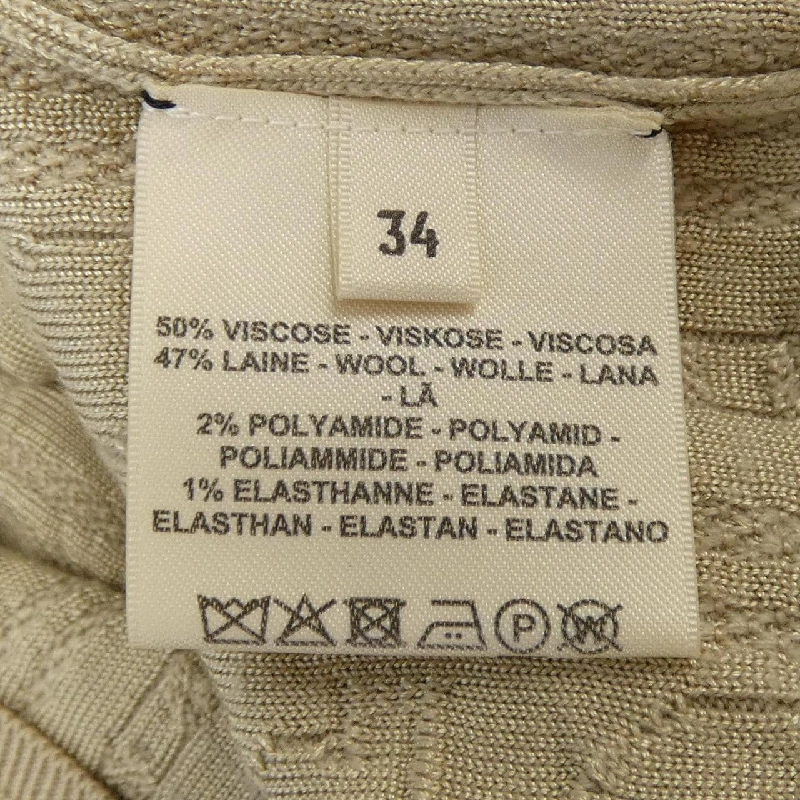 34
50% VISCOSE - VISKOSE - VISCOSA
47% LAINE - WOOL - WOLLE - LANA
- LÃ
2% POLYAMIDE - POLYAMID -
POLIAMMIDE - POLIAMIDA
1% ELASTHANNE - ELASTANE -
ELASTHAN - ELASTAN - ELASTANO
P W